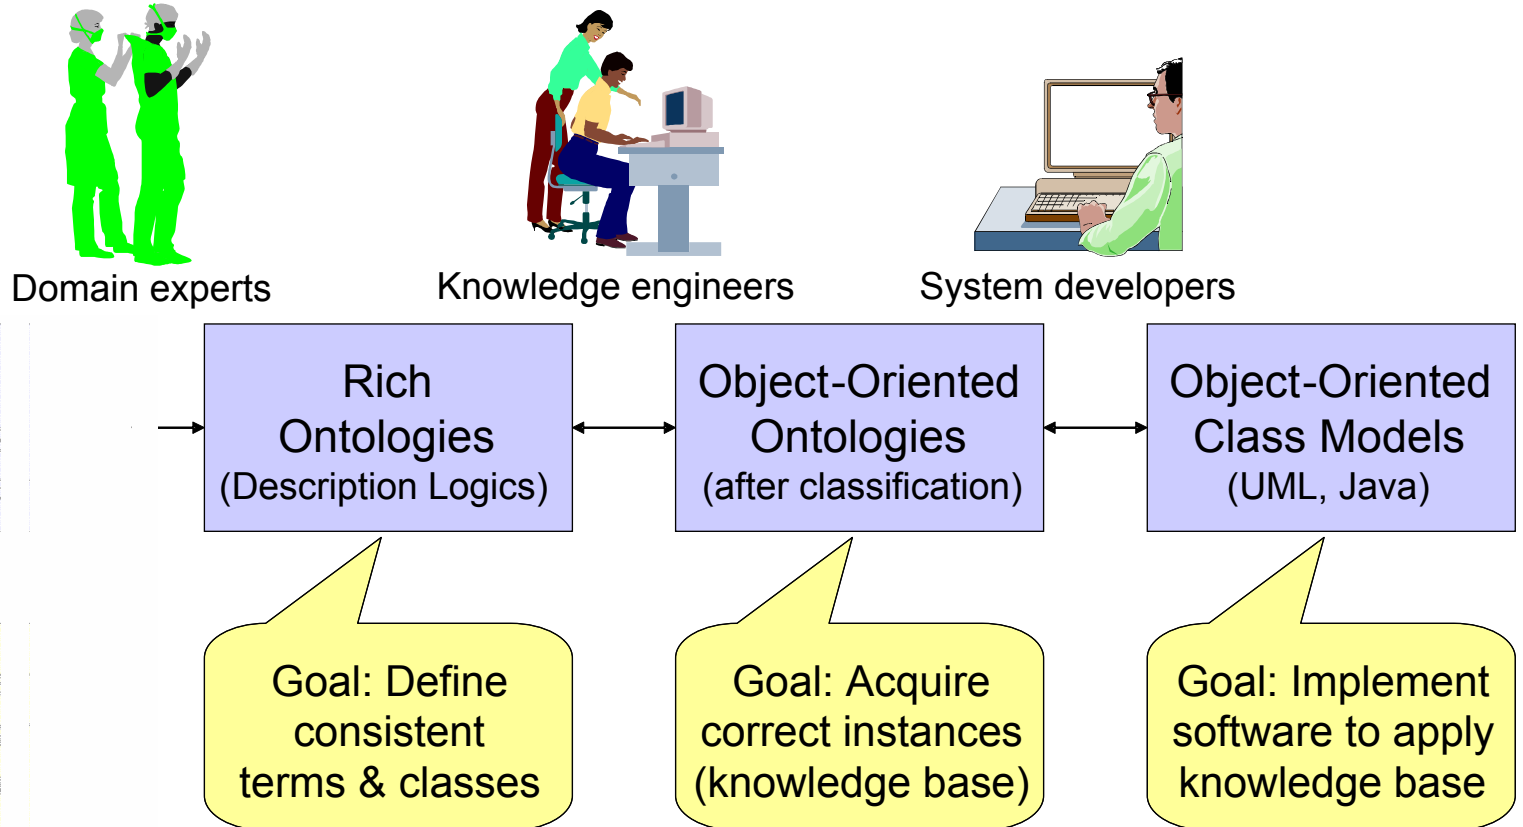 Domain experts
Knowledge engineers
System developers
Rich
Ontologies
(Description Logics)
Object-Oriented
Ontologies
(after classification)
Object-Oriented
Class Models
(UML, Java)
Goal: Define
consistent
terms & classes
Goal: Acquire
correct instances
(knowledge base)
Goal: Implement
software to apply
knowledge base